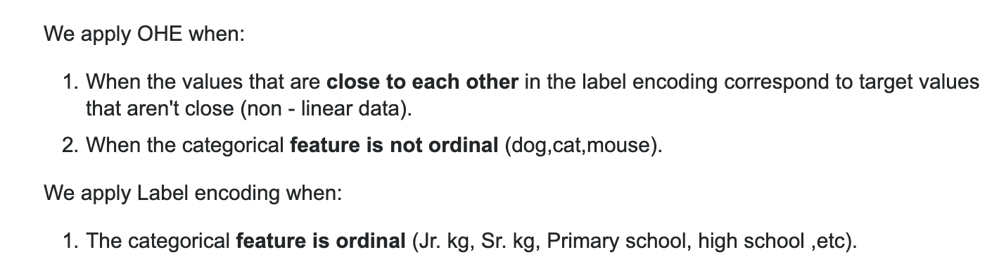 We apply OHE when:
1. When the values that are close to each other in the label encoding correspond to target values
that aren't close (non - linear data).
2. When the categorical feature is not ordinal (dog,cat,mouse).
We apply Label encoding when:
1. The categorical feature is ordinal (Jr. kg, Sr. kg, Primary school, high school ,etc).